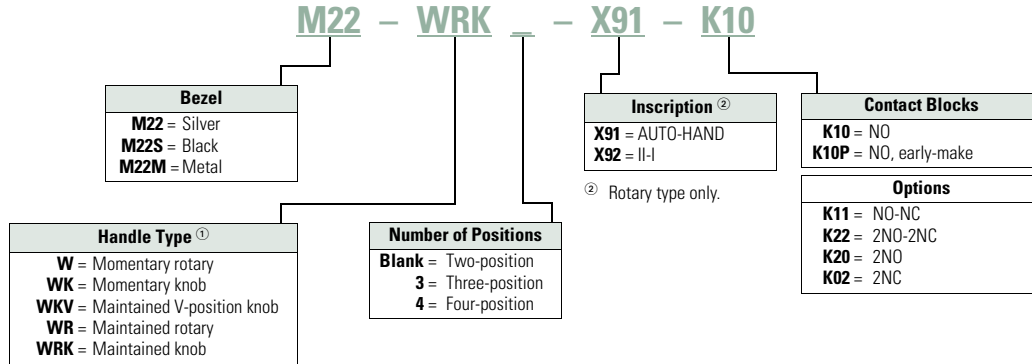 M22 – WRK _ – X91 – K10
Bezel
M22 = Silver
M22S = Black
M22M = Metal
Inscription ②
X91 = AUTO-HAND
X92 = II-I
② Rotary type only.
Contact Blocks
K10 = NO
K10P = NO, early-make
Options
K11 = NO-NC
K22 = 2NO-2NC
K20 = 2NO
K02 = 2NC
Handle Type ①
W = Momentary rotary
WK = Momentary knob
WKV = Maintained V-position knob
WR = Maintained rotary
WRK = Maintained knob
Number of Positions
Blank = Two-position
3 = Three-position
4 = Four-position